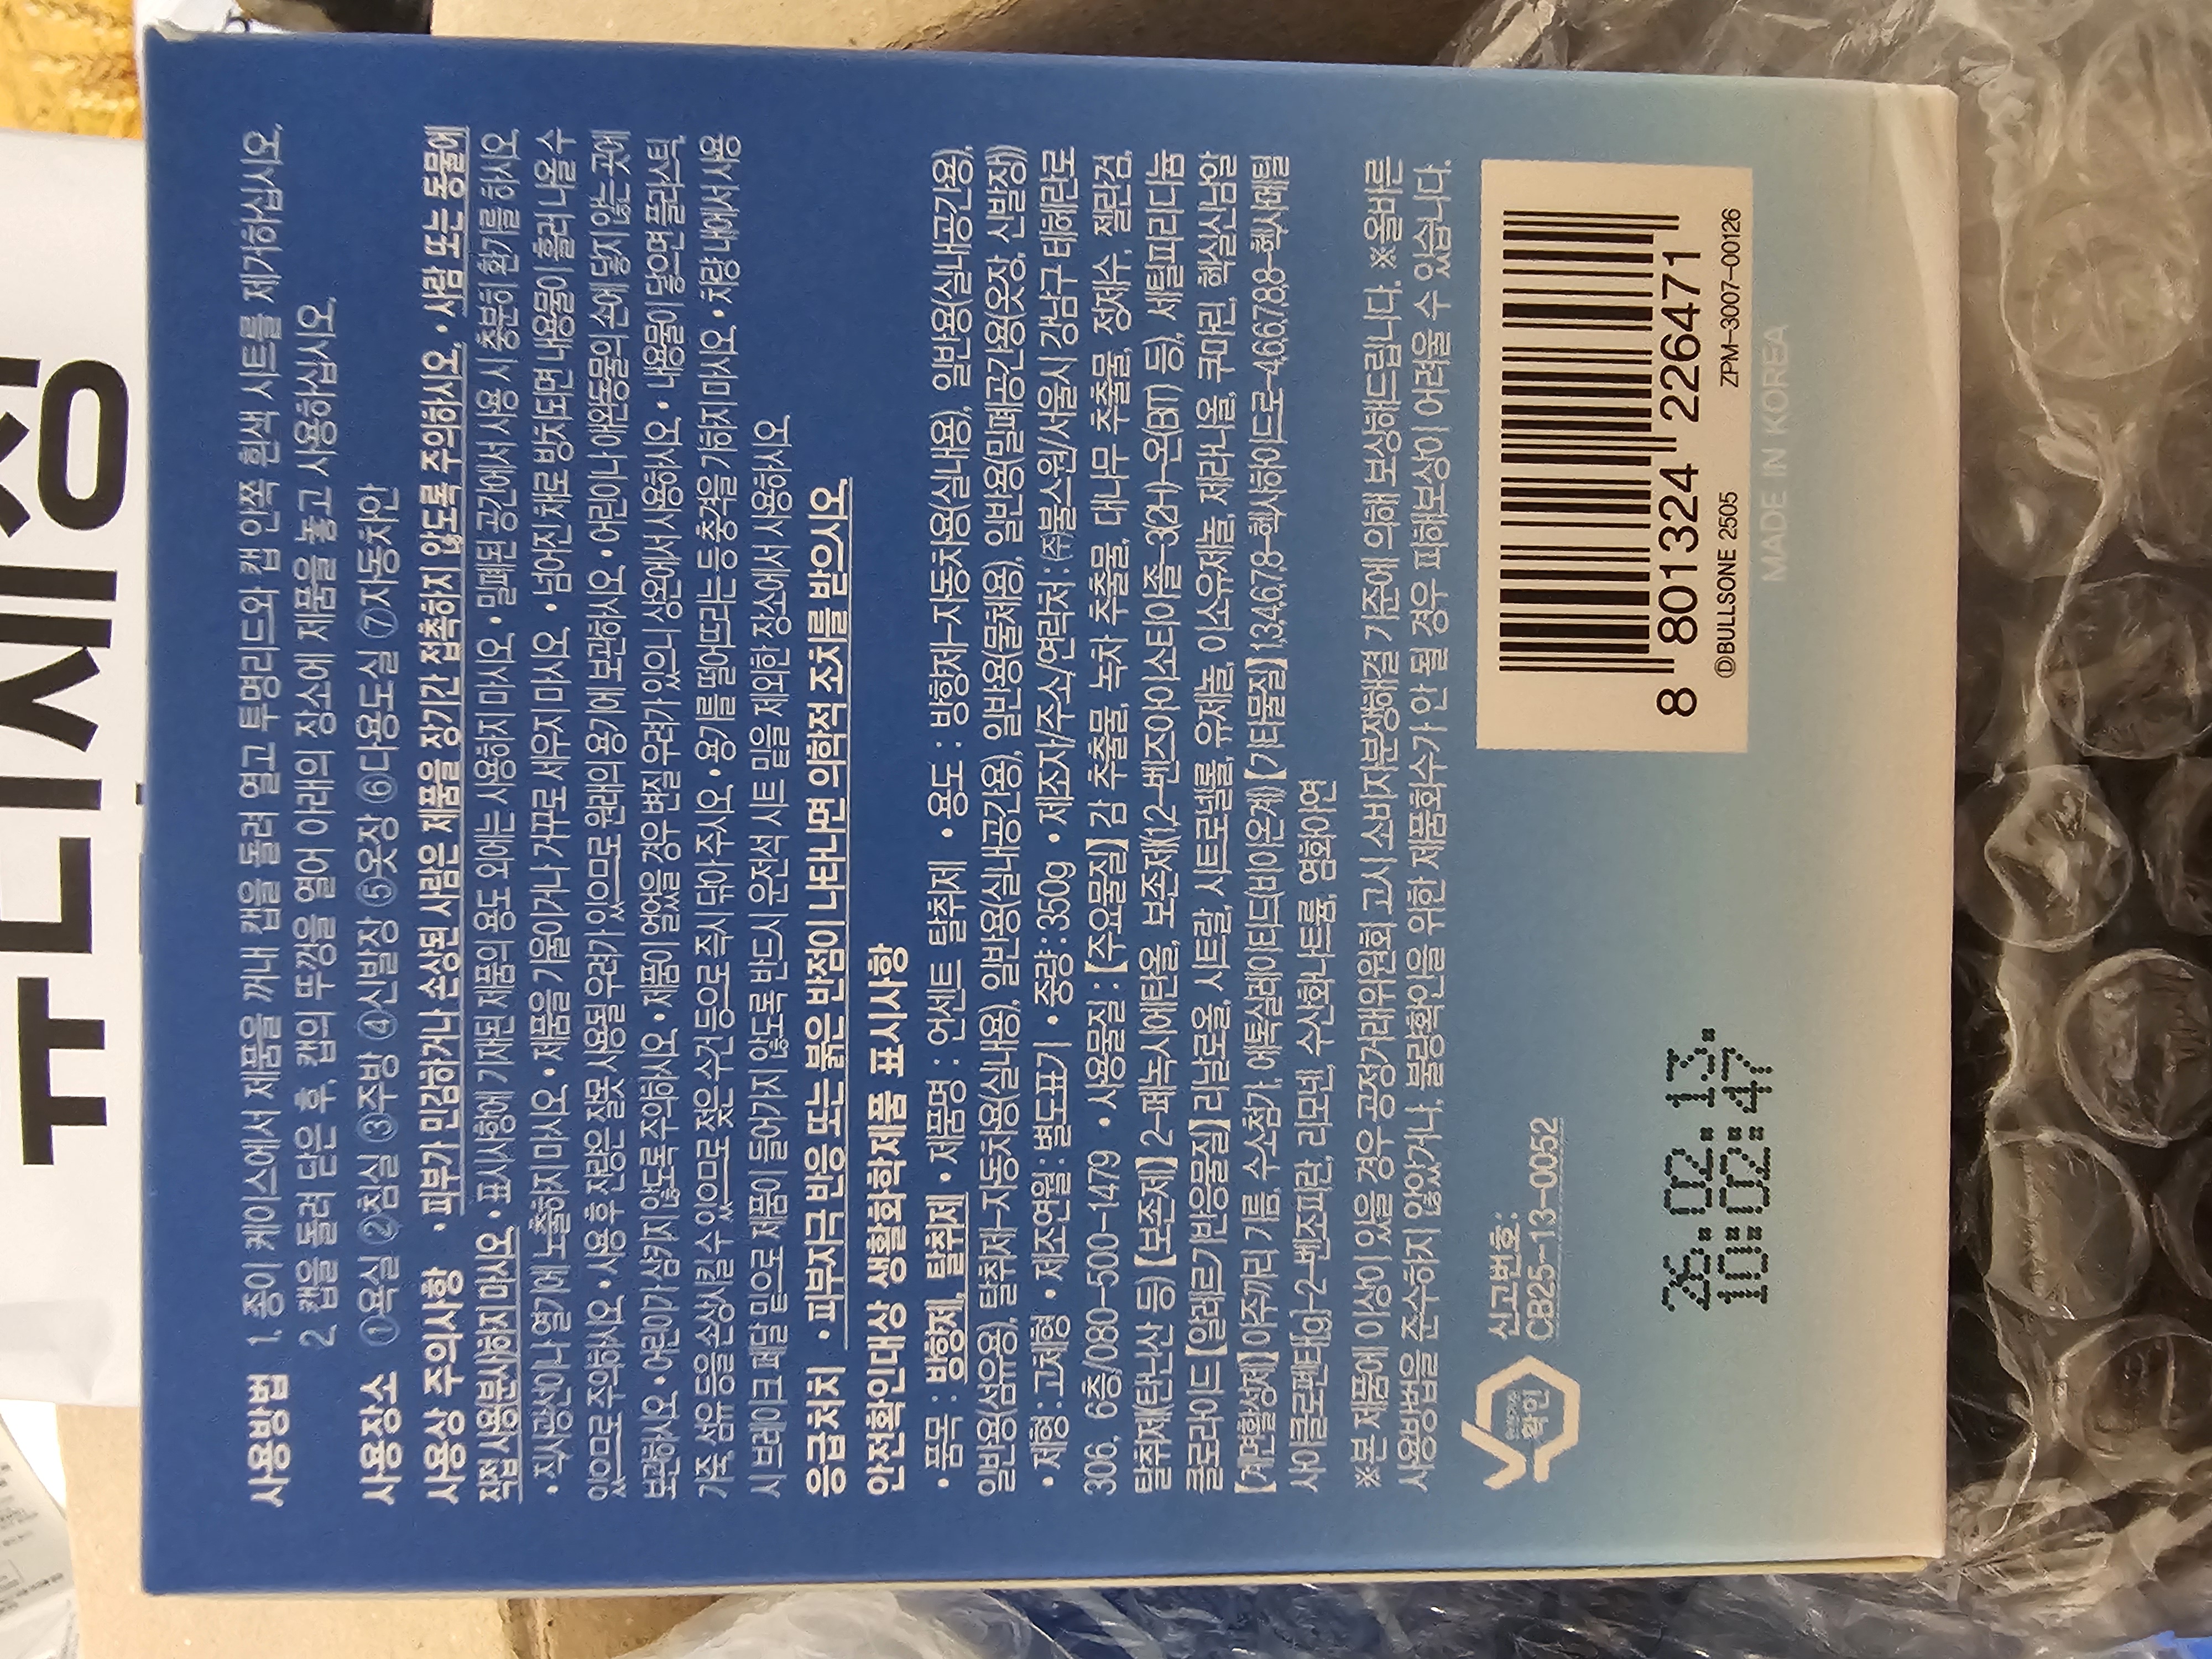 사용방법 1. 종이 케이스에서 제품을 꺼내 캡을 돌려 열고 투명리드와 캡 안쪽 흰색 시트를 제거하십시오.
2. 캡을 돌려 닫은 후, 캡의 뚜껑을 열어 아래의 장소에 제품을 놓고 사용하십시오.
사용장소 ①욕실 ②침실 ③주방 ④신발장 ⑤옷장 ⑥다용도실 ⑦자동차안
사용상 주의사항 • 피부가 민감하거나 손상된 사람은 제품을 장기간 접촉하지 않도록 주의하시오. • 사람 또는 동물에
직접 사용(분사)하지 마시오. • 표시사항에 기재된 제품의 용도 외에는 사용하지 마시오. • 밀폐된 공간에서 사용 시 충분히 환기를 하시오.
• 직사광선이나 열기에 노출하지 마시오. • 제품을 기울이거나 거꾸로 세우지 마시오. • 넘어진 채로 방치되면 내용물이 흘러 나올 수
있으므로 주의하시오. • 사용 후 잔량은 잘못 사용될 우려가 있으므로 원래의 용기에 보관하시오. • 어린이나 애완동물의 손에 닿지 않는 곳에
보관하시오. • 어린이가 삼키지 않도록 주의하시오. • 제품이 얼었을 경우 변질 우려가 있으니 상온에서 사용하시오. • 내용물이 닿으면 플라스틱,
가죽, 섬유 등을 손상시킬 수 있으므로 젖은 수건 등으로 즉시 닦아 주시오. • 용기를 떨어뜨리는 등 충격을 가하지 마시오. • 차량 내에서 사용
시 브레이크 페달 밑으로 제품이 들어가지 않도록 반드시 운전석 시트 밑을 제외한 장소에서 사용하시오.
응급처치 • 피부자극 반응 또는 붉은 반점이 나타나면 의학적 조치를 받으시오.
안전확인대상 생활화학제품 표시사항
• 품목 : 방향제, 탈취제 • 제품명 : 언센트 탈취제 • 용도 : 방향제-자동차용(실내용), 일반용(실내공간용),
일반용(섬유용), 탈취제-자동차용(실내용), 일반용(실내공간용), 일반용(물체용), 일반용(밀폐공간용(옷장, 신발장))
• 제형 : 고체형 • 제조연월 : 별도표기 • 중량 : 350g • 제조자/주소/연락처 : ㈜불스원/서울시 강남구 테헤란로
306, 6층/080-500-1479 • 사용물질 : 【주요물질】 감 추출물, 녹차 추출물, 대나무 추출물, 정제수, 젤란검,
탈취제(탄산 등) 【보존제】 2-페녹시에탄올, 보존제(1,2-벤즈아이소티아졸-3(2H)-온(BIT) 등), 세틸피리디늄
클로라이드 【알레르기반응물질】 리날로올, 시트랄, 시트로넬롤, 유제놀, 이소유제놀, 제라니올, 쿠마린, 헥실신남알
【계면활성제】 아주까리 기름, 수소첨가, 에톡실레이티드(비이온계) 【기타물질】 1,3,4,6,7,8-헥사하이드로-4,6,6,7,8,8-헥사메틸
사이클로펜타[g]-2-벤조피란, 리모넨, 수산화나트륨, 염화아연
※본 제품에 이상이 있을 경우 공정거래위원회 고시 소비자분쟁해결 기준에 의해 보상해드립니다. ※올바른
사용방법을 준수하지 않았거나, 불량확인을 위한 제품회수가 안 될 경우 피해보상이 어려울 수 있습니다.
확인
신고번호:
CB25-13-0052
26.02.13.
10:02:47
8 801324 226471
ⒹBULLSONE 2505 ZPM-3007-00126
MADE IN KOREA